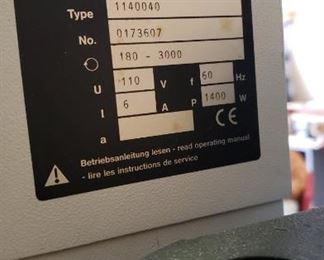 Type 1140040
No. 0173607
180 - 3000
U 110 V f 60 Hz
I 6 A P 1400 W
a CE
Betriebsanleitung lesen - read operating manual
- lire les instructions de service